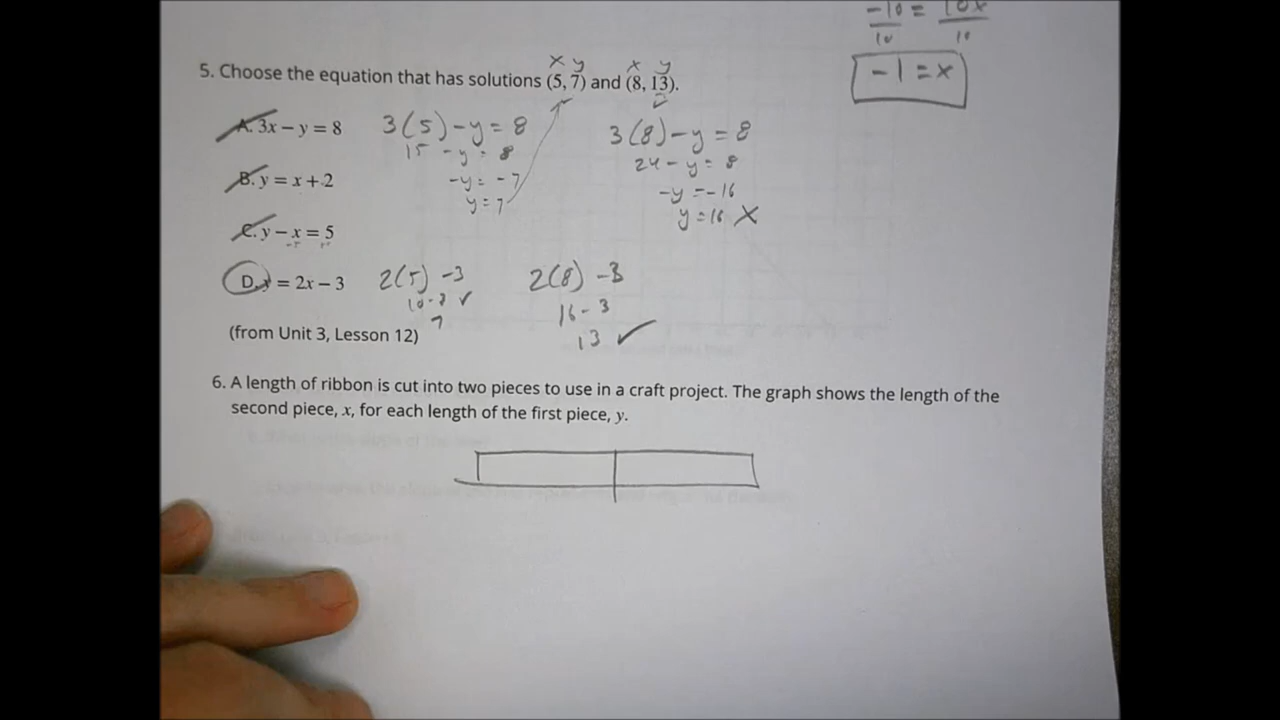 -10 = 10x
10 10
-1 = x
x y x y
5. Choose the equation that has solutions (5, 7) and (8, 13).
A. 3x − y = 8
3(5) - y = 8
15 - y = 8
-y = -7
y = 7
3(8) - y = 8
24 - y = 8
-y = -16
y = 16 X
B. y = x + 2
C. y − x = 5
D. y = 2x − 3
2(5) -3
10-3 ✓
7
2(8) -3
16 - 3
13 ✓
(from Unit 3, Lesson 12)
6. A length of ribbon is cut into two pieces to use in a craft project. The graph shows the length of the
second piece, x, for each length of the first piece, y.